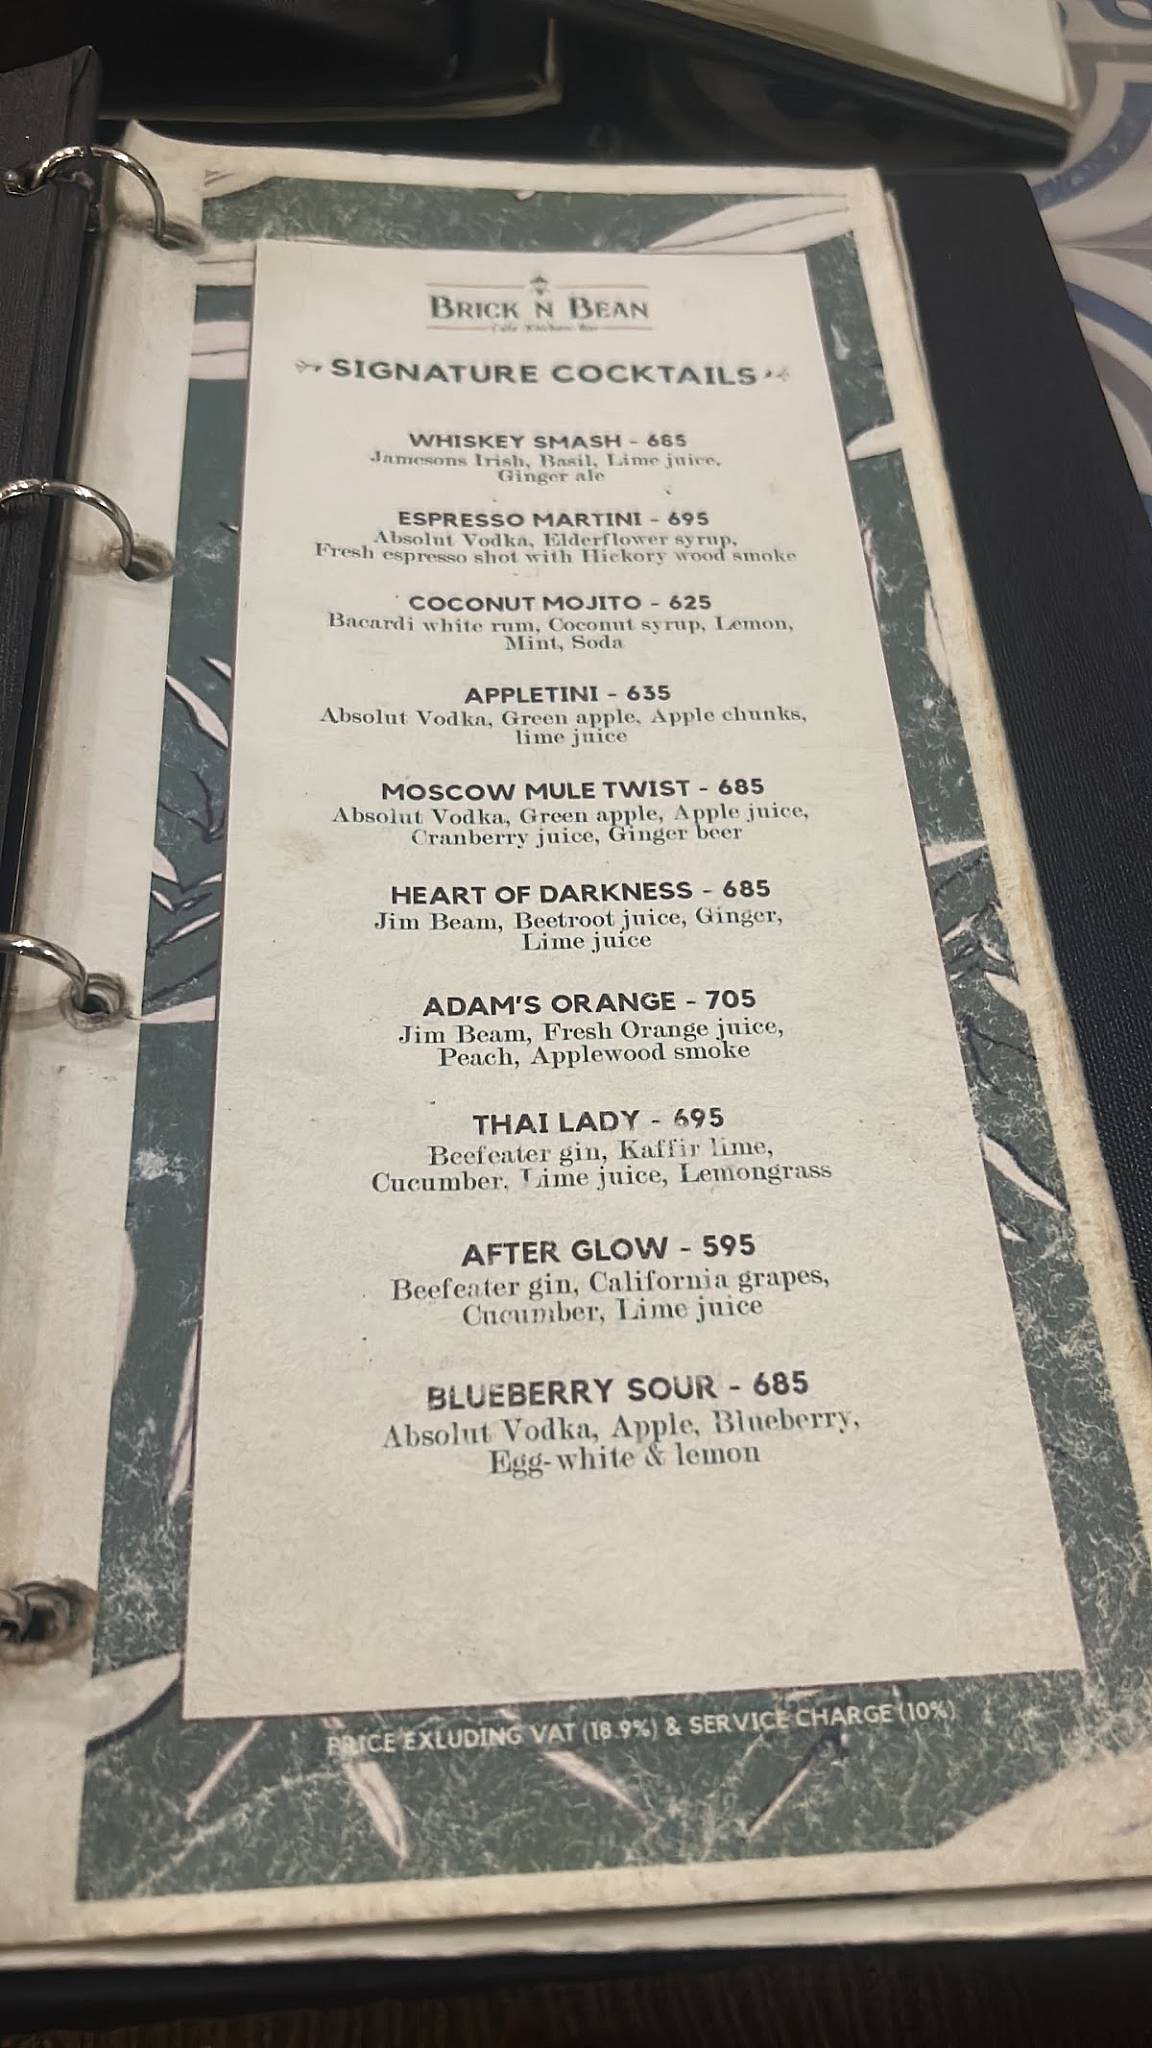 BRICK N BEAN
SIGNATURE COCKTAILS
WHISKEY SMASH - 685
Jamesons Irish, Basil, Lime juice,
Ginger ale
ESPRESSO MARTINI - 695
Absolut Vodka, Elderflower syrup,
Fresh espresso shot with Hickory wood smoke
COCONUT MOJITO - 625
Bacardi white rum, Coconut syrup, Lemon,
Mint, Soda
APPLETINI - 635
Absolut Vodka, Green apple, Apple chunks,
lime juice
MOSCOW MULE TWIST - 685
Absolut Vodka, Green apple, Apple juice,
Cranberry juice, Ginger beer
HEART OF DARKNESS - 685
Jim Beam, Beetroot juice, Ginger,
Lime juice
ADAM'S ORANGE - 705
Jim Beam, Fresh Orange juice,
Peach, Applewood smoke
THAI LADY - 695
Beefeater gin, Kaffir lime,
Cucumber, Lime juice, Lemongrass
AFTER GLOW - 595
Beefeater gin, California grapes,
Cucumber, Lime juice
BLUEBERRY SOUR - 685
Absolut Vodka, Apple, Blueberry,
Egg-white & lemon
PRICE EXLUDING VAT (18.9%) & SERVICE CHARGE (10%)